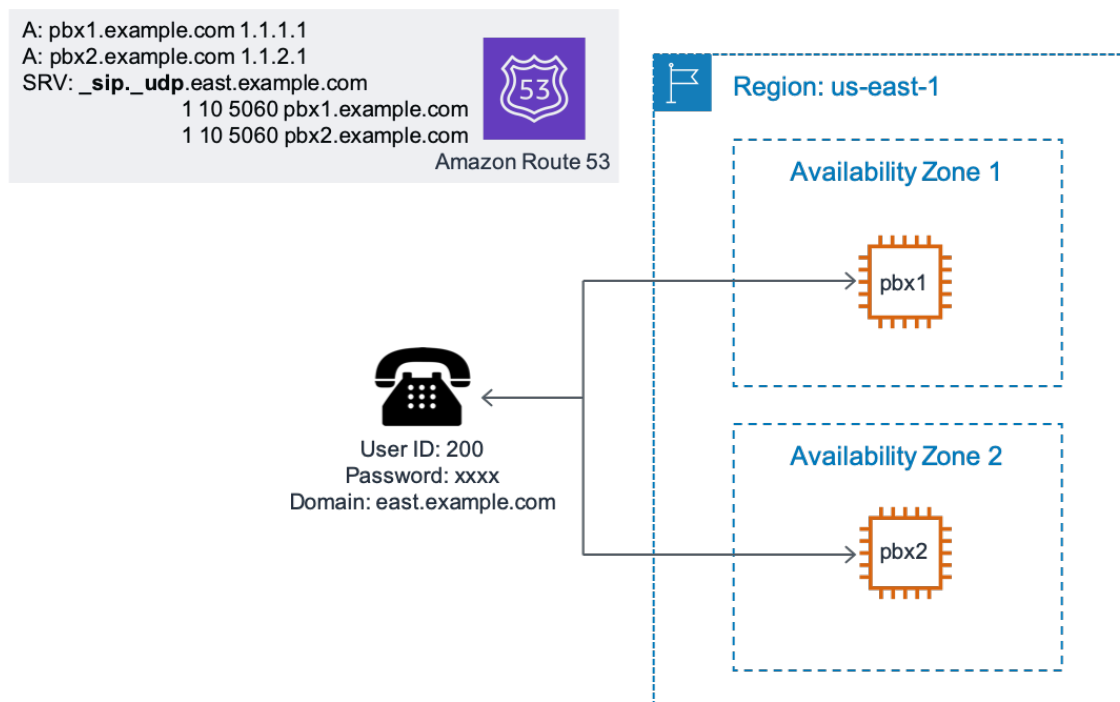 A: pbx1.example.com 1.1.1.1
A: pbx2.example.com 1.1.2.1
SRV: _sip._udp.east.example.com
1 10 5060 pbx1.example.com
1 10 5060 pbx2.example.com
53
Amazon Route 53
Region: us-east-1
Availability Zone 1
pbx1
User ID: 200
Password: xxxx
Domain: east.example.com
Availability Zone 2
pbx2